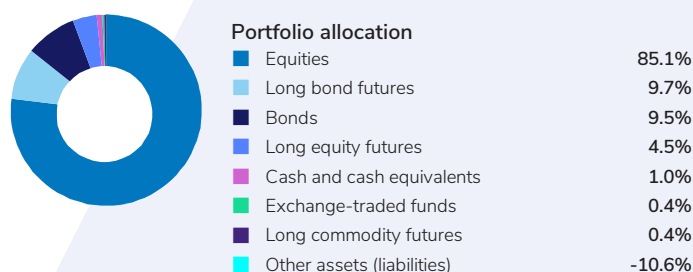 Portfolio allocation
Equities 85.1%
Long bond futures 9.7%
Bonds 9.5%
Long equity futures 4.5%
Cash and cash equivalents 1.0%
Exchange-traded funds 0.4%
Long commodity futures 0.4%
Other assets (liabilities) -10.6%